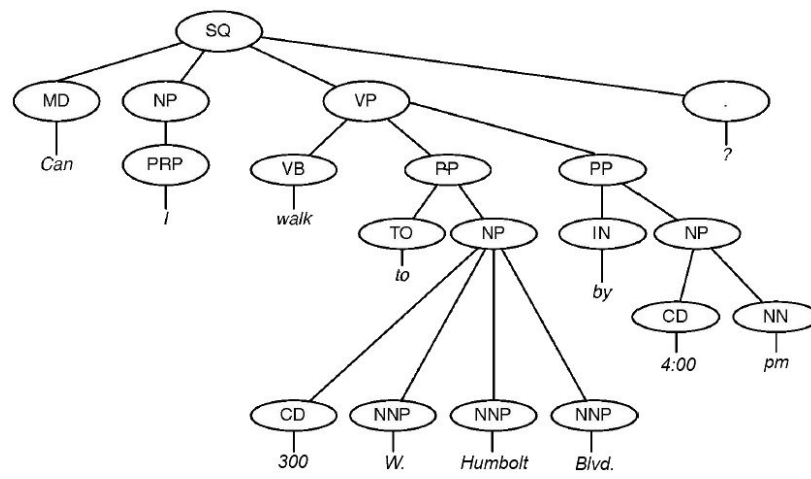 SQ
MD NP VP .
Can PRP VB PP PP ?
I walk TO NP IN NP
to by CD NN
4:00 pm
CD NNP NNP NNP
300 W. Humbolt Blvd.